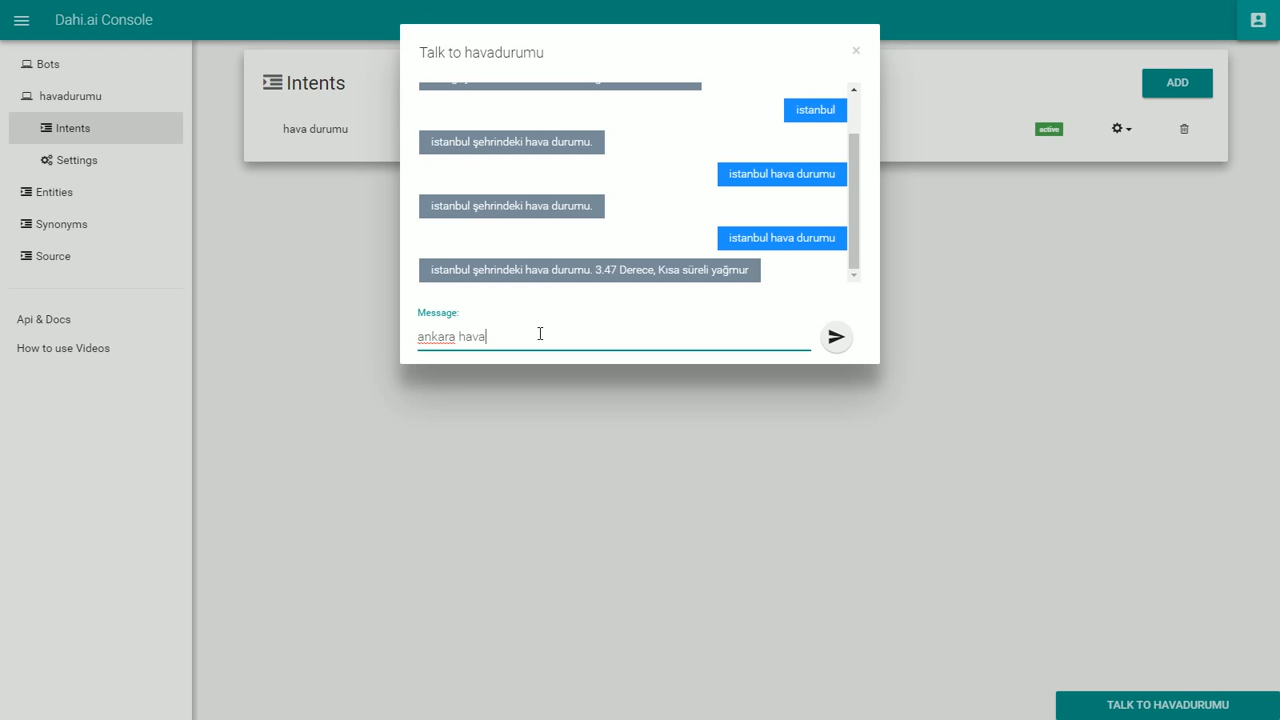 Dahi.ai Console
Bots
havadurumu
Intents
Settings
Entities
Synonyms
Source
Api & Docs
How to use Videos
Intents
ADD
hava durumu
active
Talk to havadurumu
×
istanbul
istanbul şehrindeki hava durumu.
istanbul hava durumu
istanbul şehrindeki hava durumu.
istanbul hava durumu
istanbul şehrindeki hava durumu. 3.47 Derece, Kısa süreli yağmur
Message:
ankara hava
TALK TO HAVADURUMU